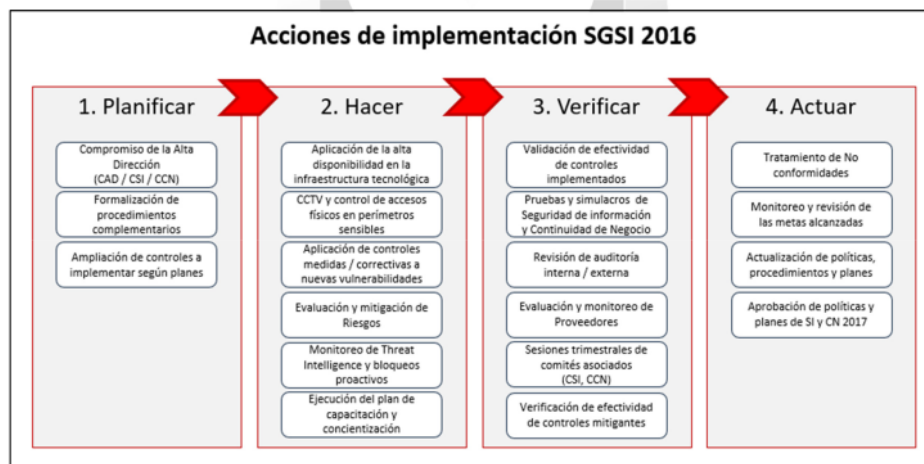 Acciones de implementación SGSI 2016
1. Planificar
Compromiso de la Alta
Dirección
(CAD / CSI / CCN)
Formalización de
procedimientos
complementarios
Ampliación de controles a
implementar según planes
2. Hacer
Aplicación de la alta
disponibilidad en la
infraestructura tecnológica
CCTV y control de accesos
físicos en perímetros
sensibles
Aplicación de controles
medidas / correctivas a
nuevas vulnerabilidades
Evaluación y mitigación de
Riesgos
Monitoreo de Threat
Intelligence y bloqueos
proactivos
Ejecución del plan de
capacitación y
concientización
3. Verificar
Validación de efectividad
de controles
implementados
Pruebas y simulacros de
Seguridad de información
y Continuidad de Negocio
Revisión de auditoría
interna / externa
Evaluación y monitoreo de
Proveedores
Sesiones trimestrales de
comités asociados
(CSI, CCN)
Verificación de efectividad
de controles mitigantes
4. Actuar
Tratamiento de No
conformidades
Monitoreo y revisión de
las metas alcanzadas
Actualización de políticas,
procedimientos y planes
Aprobación de políticas y
planes de SI y CN 2017